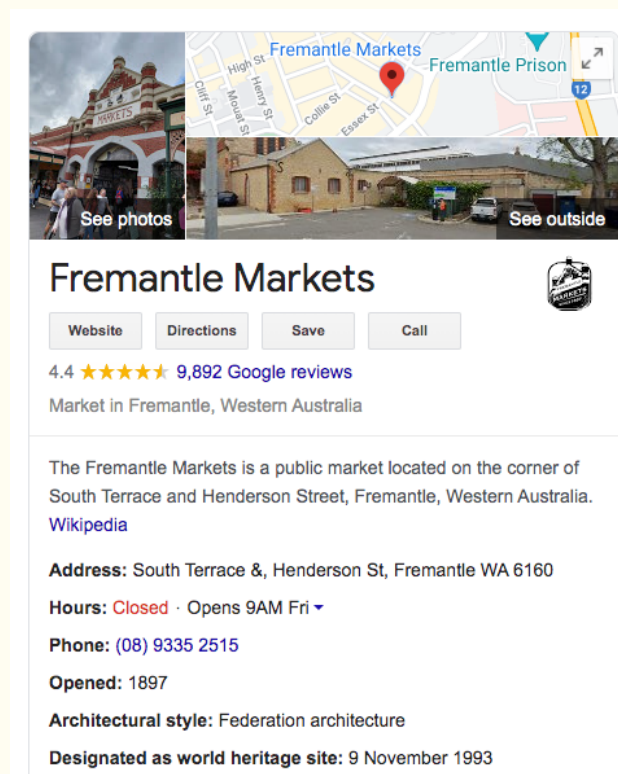 Fremantle Markets
Fremantle Prison
High St
Cliff St
Mouat St
Henry St
Collie St
Essex St
12
MARKETS
See photos
See outside
Fremantle Markets
MARKETS
Website
Directions
Save
Call
4.4 9,892 Google reviews
Market in Fremantle, Western Australia
The Fremantle Markets is a public market located on the corner of
South Terrace and Henderson Street, Fremantle, Western Australia.
Wikipedia
Address: South Terrace &, Henderson St, Fremantle WA 6160
Hours: Closed · Opens 9AM Fri
Phone: (08) 9335 2515
Opened: 1897
Architectural style: Federation architecture
Designated as world heritage site: 9 November 1993